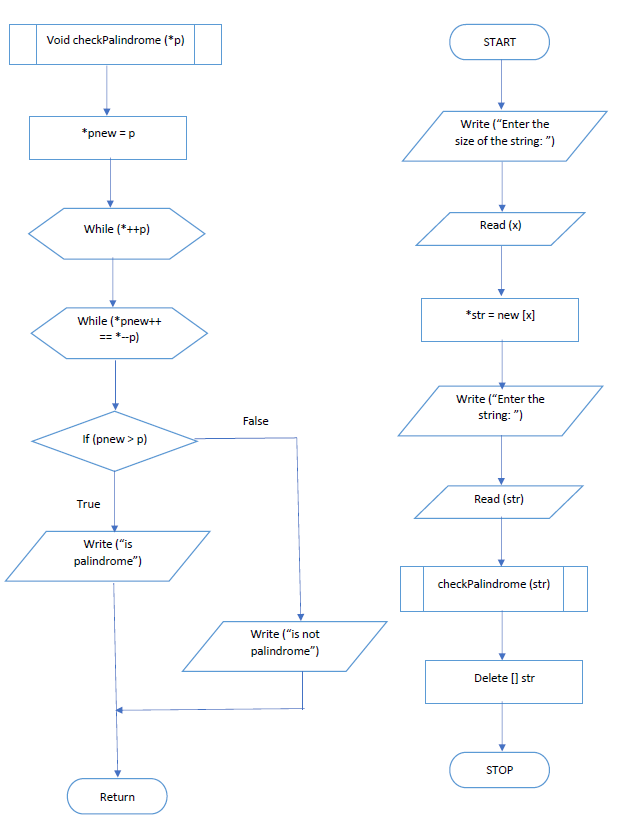 Void checkPalindrome (*p)
*pnew = p
While (*++p)
While (*pnew++
== *--p)
If (pnew > p)
False
True
Write (“is
palindrome”)
Write (“is not
palindrome”)
Return
START
Write (“Enter the
size of the string: ”)
Read (x)
*str = new [x]
Write (“Enter the
string: ”)
Read (str)
checkPalindrome (str)
Delete [] str
STOP